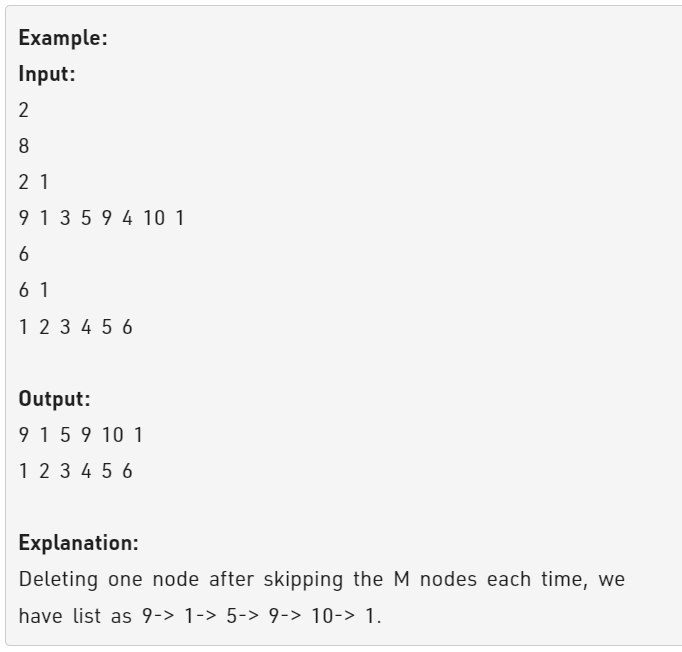 Example:
Input:
2
8
2 1
9 1 3 5 9 4 10 1
6
6 1
1 2 3 4 5 6
Output:
9 1 5 9 10 1
1 2 3 4 5 6
Explanation:
Deleting one node after skipping the M nodes each time, we
have list as 9-> 1-> 5-> 9-> 10-> 1.